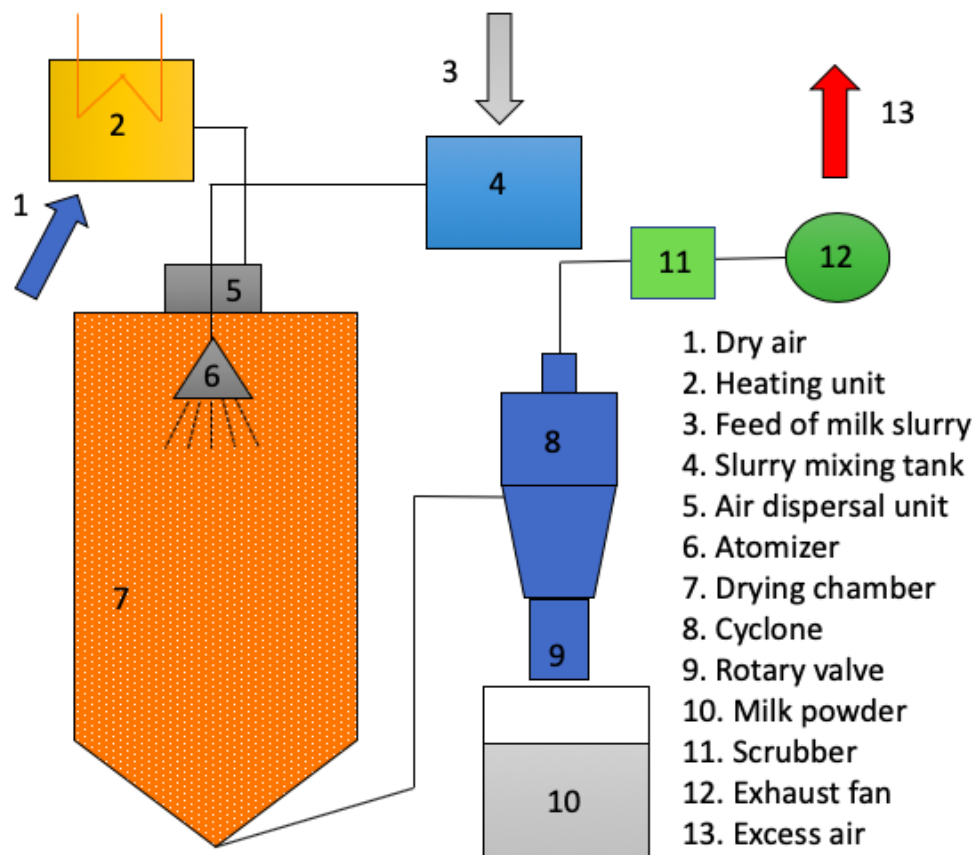 2
3
13
1
4
5
11
12
6
8
7
9
10
1. Dry air
2. Heating unit
3. Feed of milk slurry
4. Slurry mixing tank
5. Air dispersal unit
6. Atomizer
7. Drying chamber
8. Cyclone
9. Rotary valve
10. Milk powder
11. Scrubber
12. Exhaust fan
13. Excess air